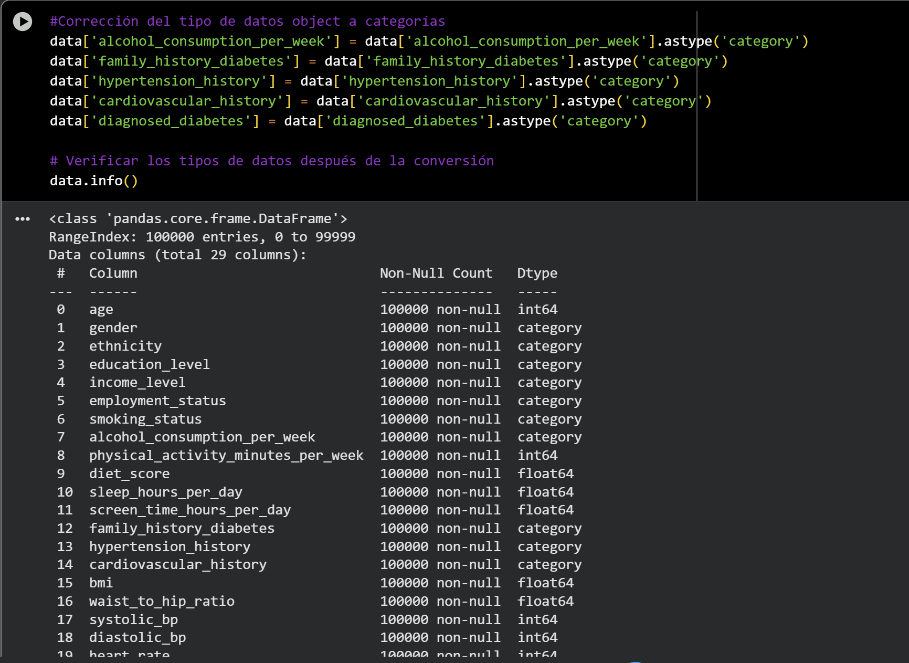 #Corrección del tipo de datos object a categorías
data['alcohol_consumption_per_week'] = data['alcohol_consumption_per_week'].astype('category')
data['family_history_diabetes'] = data['family_history_diabetes'].astype('category')
data['hypertension_history'] = data['hypertension_history'].astype('category')
data['cardiovascular_history'] = data['cardiovascular_history'].astype('category')
data['diagnosed_diabetes'] = data['diagnosed_diabetes'].astype('category')
# Verificar los tipos de datos después de la conversión
data.info()
<class 'pandas.core.frame.DataFrame'>
RangeIndex: 100000 entries, 0 to 99999
Data columns (total 29 columns):
 #   Column                              Non-Null Count   Dtype
---  ------                              --------------   -----
 0   age                                 100000 non-null  int64
 1   gender                              100000 non-null  category
 2   ethnicity                           100000 non-null  category
 3   education_level                     100000 non-null  category
 4   income_level                        100000 non-null  category
 5   employment_status                   100000 non-null  category
 6   smoking_status                      100000 non-null  category
 7   alcohol_consumption_per_week        100000 non-null  category
 8   physical_activity_minutes_per_week  100000 non-null  int64
 9   diet_score                          100000 non-null  float64
 10  sleep_hours_per_day                 100000 non-null  float64
 11  screen_time_hours_per_day           100000 non-null  float64
 12  family_history_diabetes             100000 non-null  category
 13  hypertension_history                100000 non-null  category
 14  cardiovascular_history              100000 non-null  category
 15  bmi                                 100000 non-null  float64
 16  waist_to_hip_ratio                  100000 non-null  float64
 17  systolic_bp                         100000 non-null  int64
 18  diastolic_bp                        100000 non-null  int64
 19  heart_rate                          100000 non-null  int64